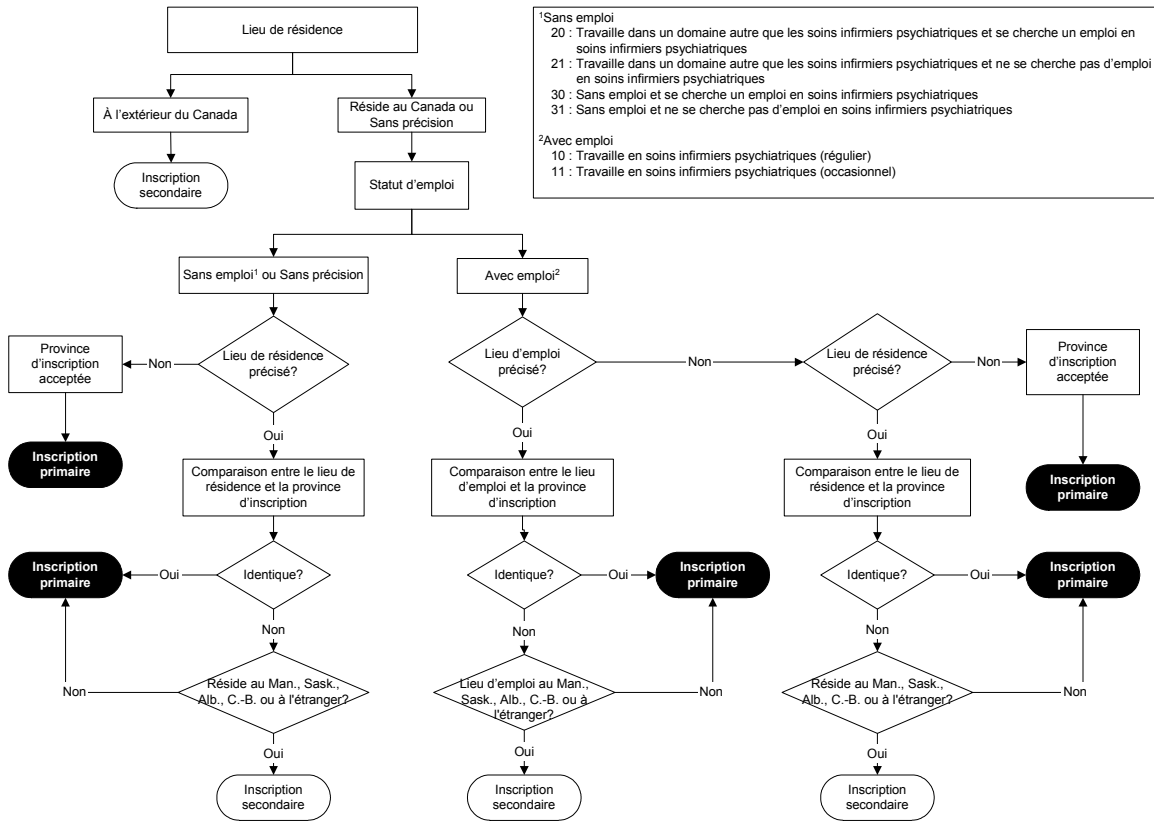 Lieu de résidence
¹Sans emploi
20 : Travaille dans un domaine autre que les soins infirmiers psychiatriques et se cherche un emploi en
soins infirmiers psychiatriques
21 : Travaille dans un domaine autre que les soins infirmiers psychiatriques et ne se cherche pas d'emploi
en soins infirmiers psychiatriques
30 : Sans emploi et se cherche un emploi en soins infirmiers psychiatriques
31 : Sans emploi et ne se cherche pas d'emploi en soins infirmiers psychiatriques
²Avec emploi
10 : Travaille en soins infirmiers psychiatriques (régulier)
11 : Travaille en soins infirmiers psychiatriques (occasionnel)
À l'extérieur du Canada
Réside au Canada ou
Sans précision
Inscription
secondaire
Statut d'emploi
Sans emploi¹ ou Sans précision
Avec emploi²
Province
d'inscription
acceptée
Non
Lieu de résidence
précisé?
Lieu d'emploi
précisé?
Non
Lieu de résidence
précisé?
Non
Province
d'inscription
acceptée
Oui
Oui
Oui
Inscription
primaire
Comparaison entre le lieu de
résidence et la province
d'inscription
Comparaison entre le lieu
d'emploi et la province
d'inscription
Comparaison entre le lieu de
résidence et la province
d'inscription
Inscription
primaire
Inscription
primaire
Oui
Identique?
Identique?
Oui
Inscription
primaire
Identique?
Oui
Inscription
primaire
Non
Non
Non
Non
Réside au Man., Sask.,
Alb., C.-B. ou à l'étranger?
Lieu d'emploi au Man.,
Sask., Alb., C.-B. ou à
l'étranger?
Non
Réside au Man., Sask.,
Alb., C.-B. ou à l'étranger?
Non
Oui
Oui
Oui
Inscription
secondaire
Inscription
secondaire
Inscription
secondaire